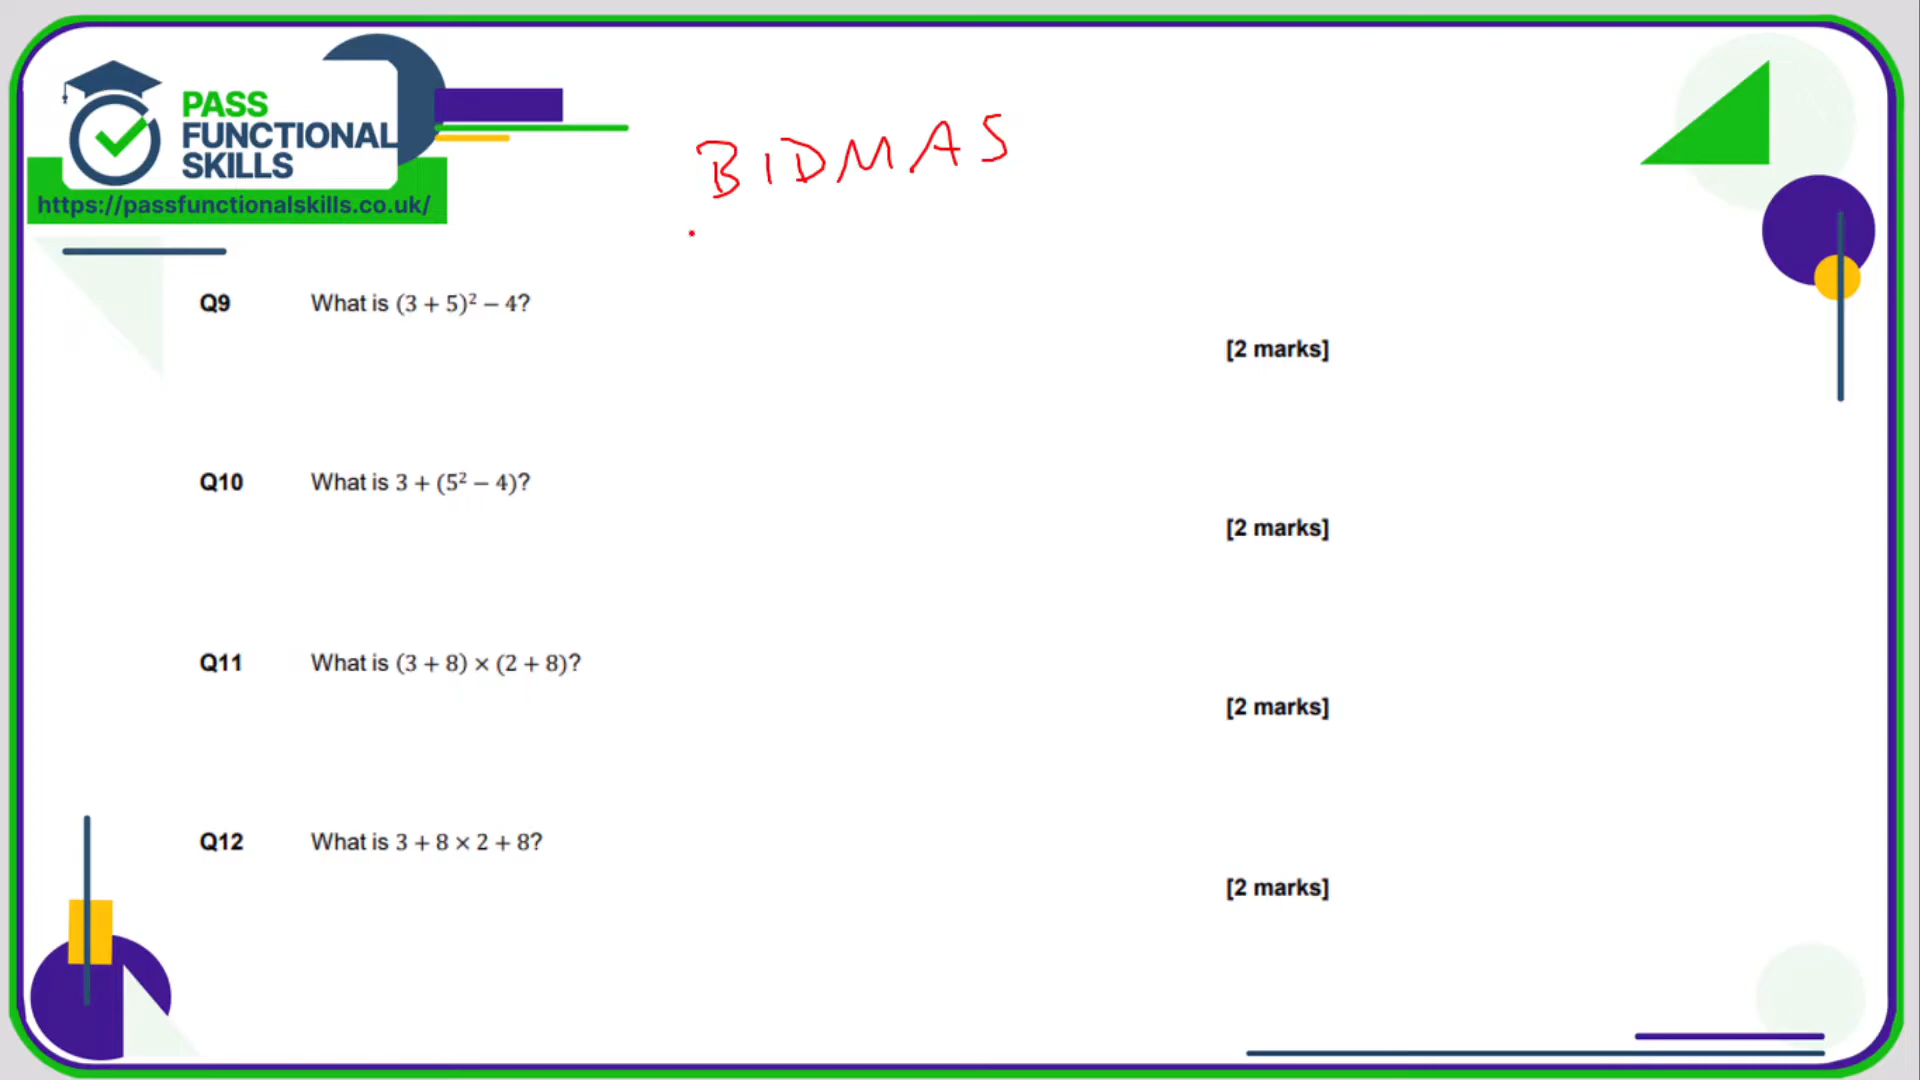 PASS
FUNCTIONAL
SKILLS
https://passfunctionalskills.co.uk/
BIDMAS
Q9 What is (3 + 5)² − 4?
[2 marks]
Q10 What is 3 + (5² − 4)?
[2 marks]
Q11 What is (3 + 8) × (2 + 8)?
[2 marks]
Q12 What is 3 + 8 × 2 + 8?
[2 marks]